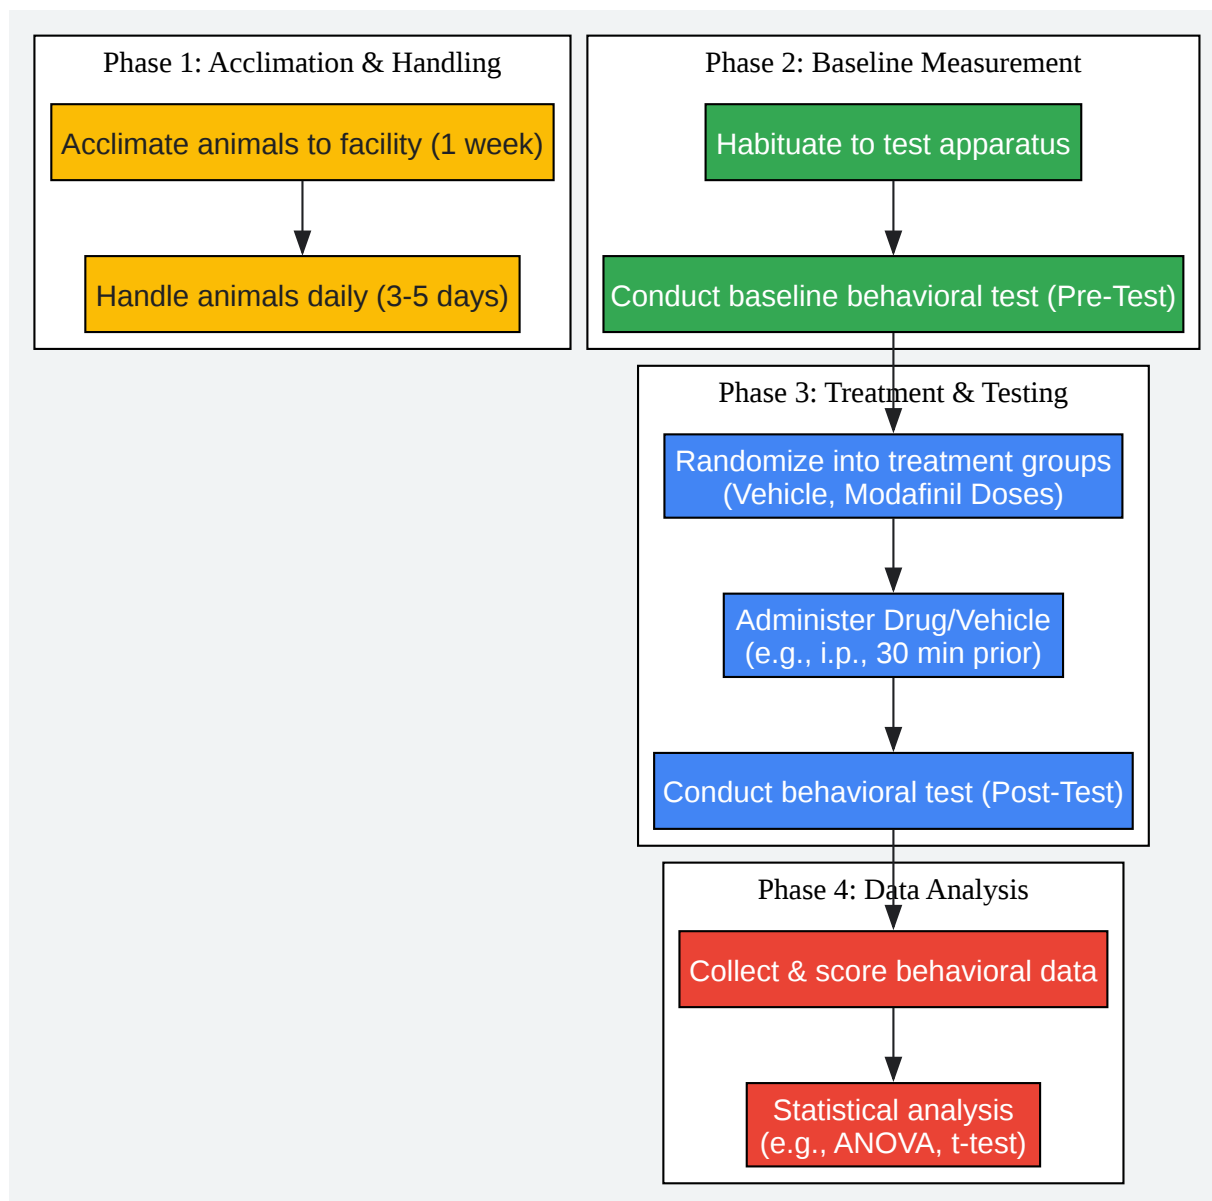 Phase 1: Acclimation & Handling
Acclimate animals to facility (1 week)
Handle animals daily (3-5 days)
Phase 2: Baseline Measurement
Habituate to test apparatus
Conduct baseline behavioral test (Pre-Test)
Phase 3: Treatment & Testing
Randomize into treatment groups
(Vehicle, Modafinil Doses)
Administer Drug/Vehicle
(e.g., i.p., 30 min prior)
Conduct behavioral test (Post-Test)
Phase 4: Data Analysis
Collect & score behavioral data
Statistical analysis
(e.g., ANOVA, t-test)